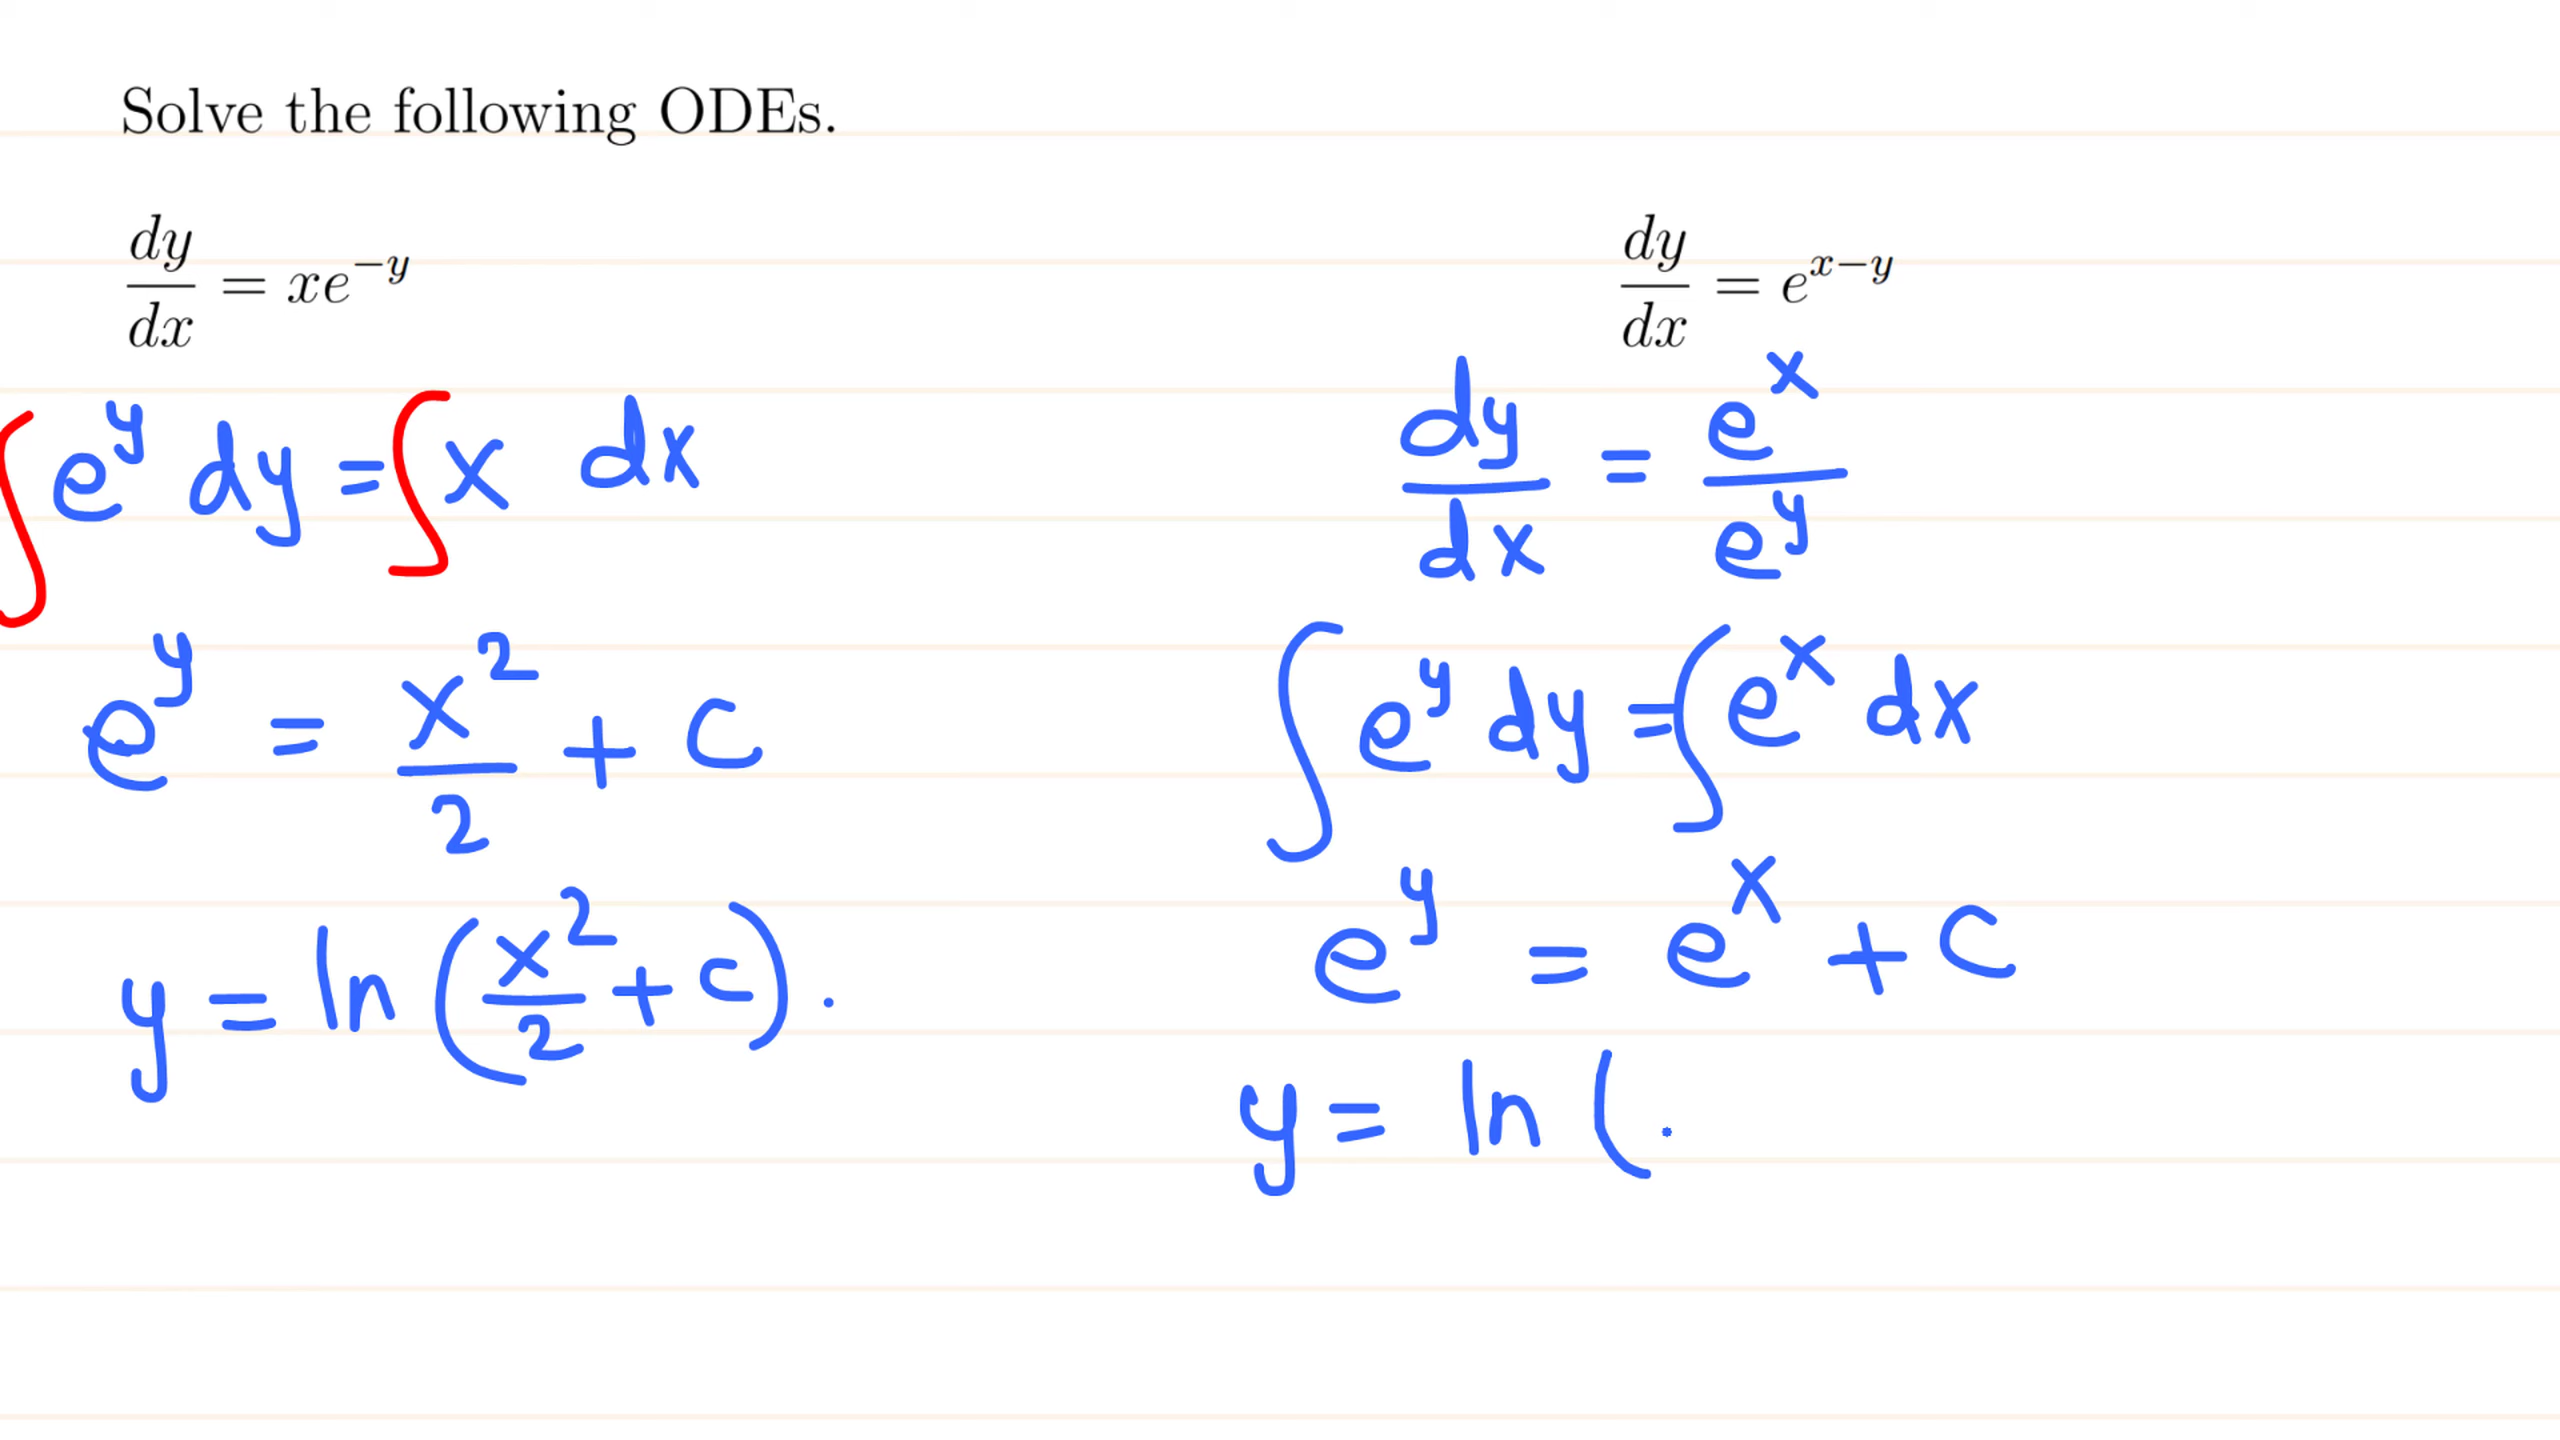 Solve the following ODEs.
dy/dx = xe^{-y}
∫ e^y dy = ∫ x dx
e^y = x^2/2 + c
y = ln (x^2/2 + c).
dy/dx = e^{x-y}
dy/dx = e^x/e^y
∫ e^y dy = ∫ e^x dx
e^y = e^x + c
y = ln (